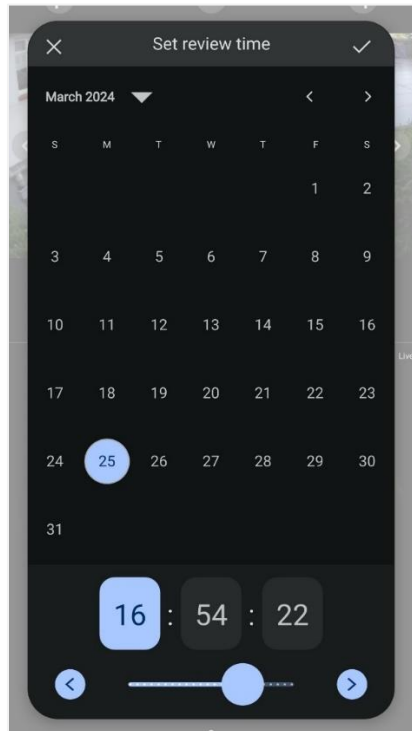 Set review time
March 2024
S M T W T F S
1 2
3 4 5 6 7 8 9
10 11 12 13 14 15 16
17 18 19 20 21 22 23
24 25 26 27 28 29 30
31
16 : 54 : 22
Live